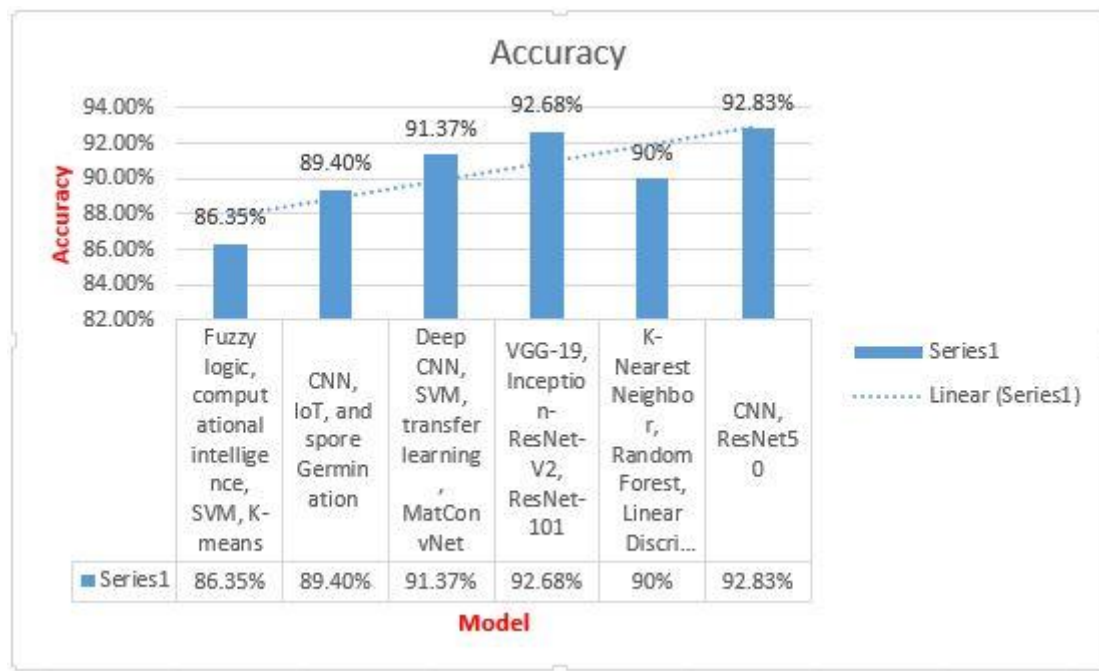 Accuracy
94.00%
92.00%
90.00%
88.00%
86.00%
84.00%
82.00%
Accuracy
86.35%
89.40%
91.37%
92.68%
90%
92.83%
Fuzzy
logic,
comput
ational
intellige
nce,
SVM, K-
means
CNN,
IoT, and
spore
Germin
ation
Deep
CNN,
SVM,
transfer
learning
,
MatCon
vNet
VGG-19,
Inceptio
n-
ResNet-
V2,
ResNet-
101
K-
Nearest
Neighbo
r,
Random
Forest,
Linear
Discri...
CNN,
ResNet5
0
Series1 86.35% 89.40% 91.37% 92.68% 90% 92.83%
Model
Series1
Linear (Series1)